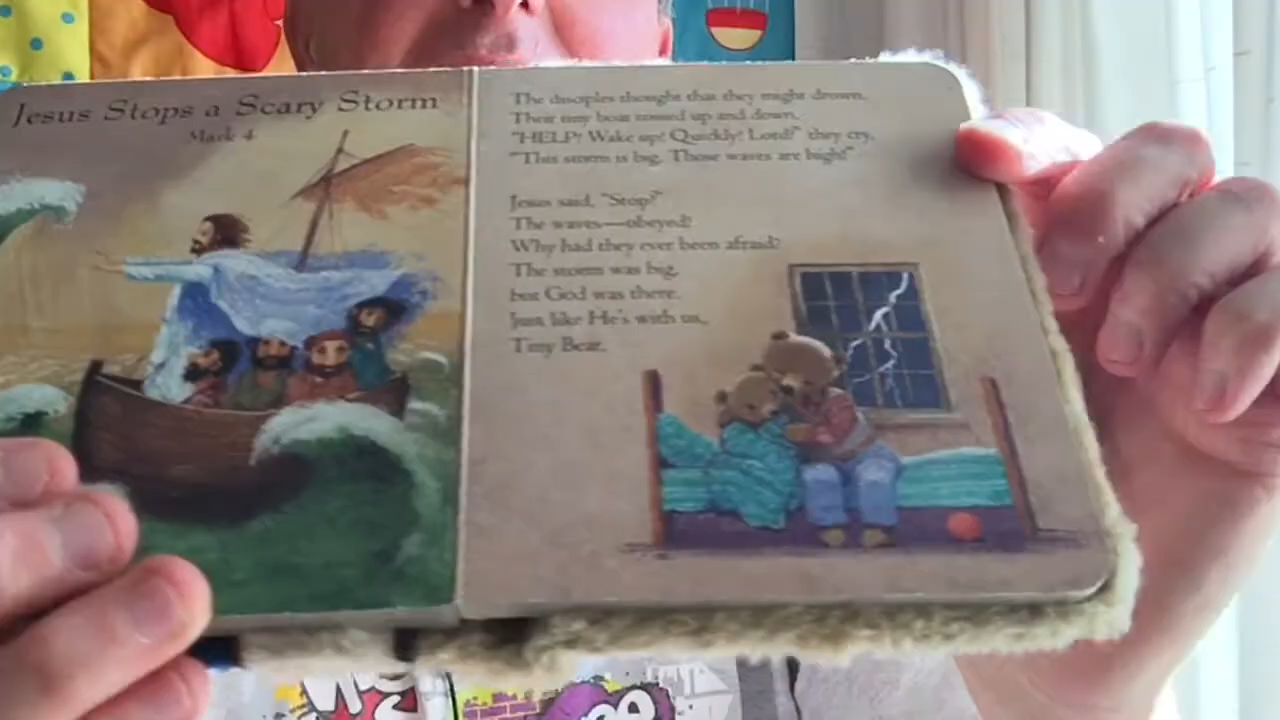 Jesus Stops a Scary Storm
Mark 4
The disciples thought that they might drown.
Their tiny boat tossed up and down.
"HELP! Wake up! Quickly! Lord!" they cry,
"This storm is big. Those waves are high!"
Jesus said, "Stop!"
The waves—obeyed!
Why had they ever been afraid?
The storm was big,
but God was there.
Just like He's with us,
Tiny Bear.